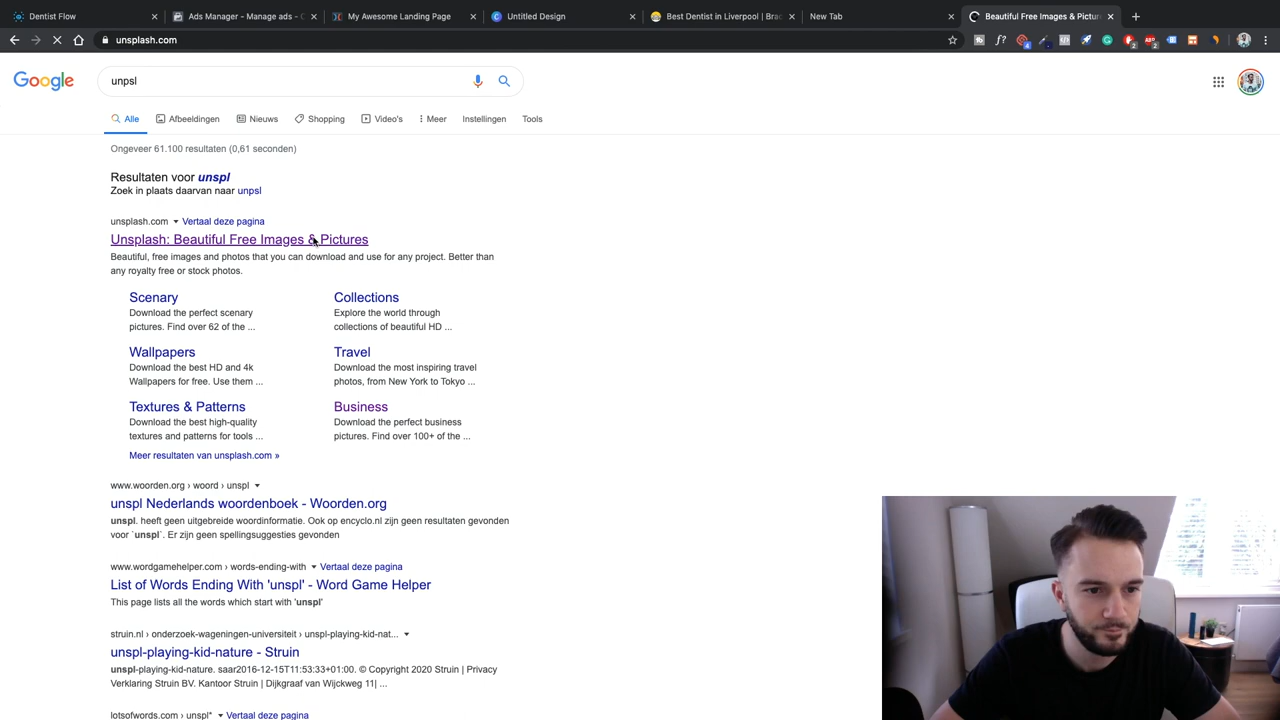 Dentist Flow
Ads Manager - Manage ads - C
My Awesome Landing Page
Untitled Design
Best Dentist in Liverpool | Brac
New Tab
Beautiful Free Images & Pictur
unsplash.com
Google
unpsl
Alle
Afbeeldingen
Nieuws
Shopping
Video's
Meer
Instellingen
Tools
Ongeveer 61.100 resultaten (0,61 seconden)
Resultaten voor unspl
Zoek in plaats daarvan naar unpsl
unsplash.com Vertaal deze pagina
Unsplash: Beautiful Free Images & Pictures
Beautiful, free images and photos that you can download and use for any project. Better than
any royalty free or stock photos.
Scenary
Download the perfect scenary
pictures. Find over 62 of the ...
Collections
Explore the world through
collections of beautiful HD ...
Wallpapers
Download the best HD and 4k
Wallpapers for free. Use them ...
Travel
Download the most inspiring travel
photos, from New York to Tokyo ...
Textures & Patterns
Download the best high-quality
textures and patterns for tools ...
Business
Download the perfect business
pictures. Find over 100+ of the ...
Meer resultaten van unsplash.com »
www.woorden.org › woord › unspl
unspl Nederlands woordenboek - Woorden.org
unspl. heeft geen uitgebreide woordinformatie. Ook op encyclo.nl zijn geen resultaten gevonden
voor `unspl`. Er zijn geen spellingsuggesties gevonden
www.wordgamehelper.com › words-ending-with Vertaal deze pagina
List of Words Ending With 'unspl' - Word Game Helper
This page lists all the words which start with 'unspl'
struin.nl › onderzoek-wageningen-universiteit › unspl-playing-kid-nat...
unspl-playing-kid-nature - Struin
unspl-playing-kid-nature. saar2016-12-15T11:53:33+01:00. © Copyright 2020 Struin | Privacy
Verklaring Struin BV. Kantoor Struin | Dijkgraaf van Wijckweg 11| ...
lotsofwords.com › unspl* Vertaal deze pagina